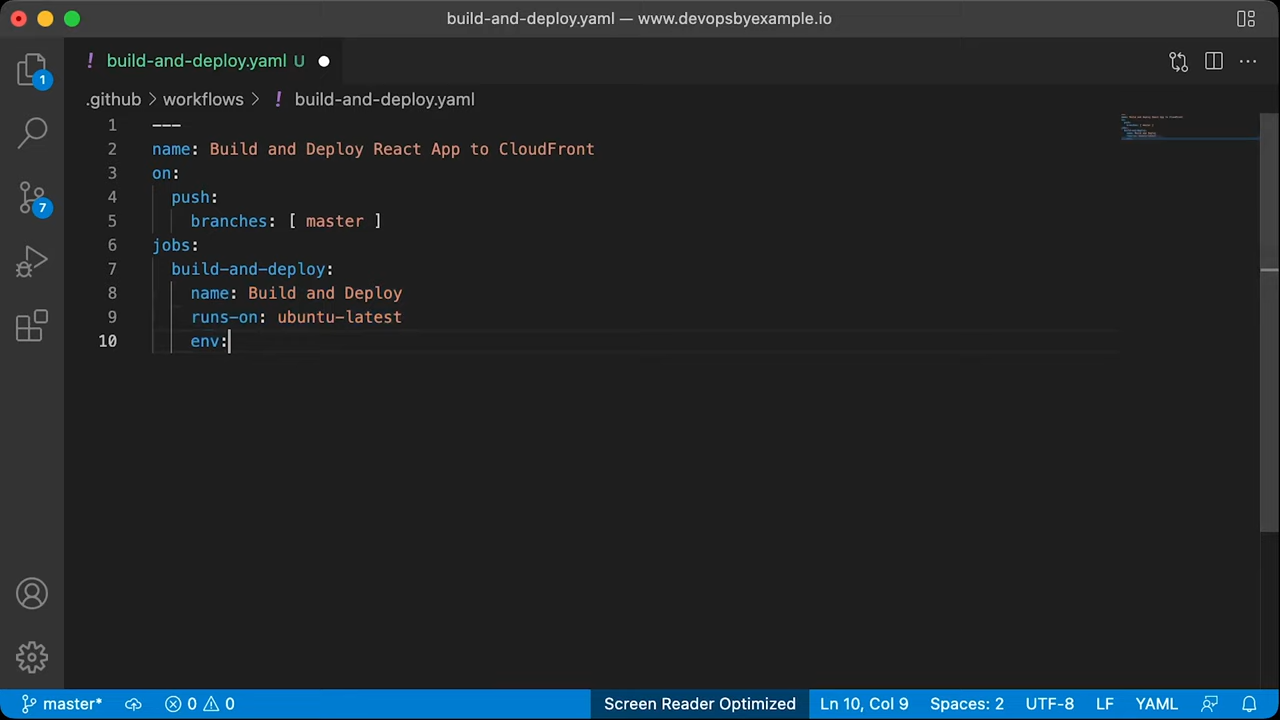 build-and-deploy.yaml — www.devopsbyexample.io
! build-and-deploy.yaml U
1
.github > workflows > ! build-and-deploy.yaml
1 ---
2 name: Build and Deploy React App to CloudFront
3 on:
4 push:
5 branches: [ master ]
6 jobs:
7 build-and-deploy:
8 name: Build and Deploy
9 runs-on: ubuntu-latest
10 env:
7
master* 0 0 Screen Reader Optimized Ln 10, Col 9 Spaces: 2 UTF-8 LF YAML